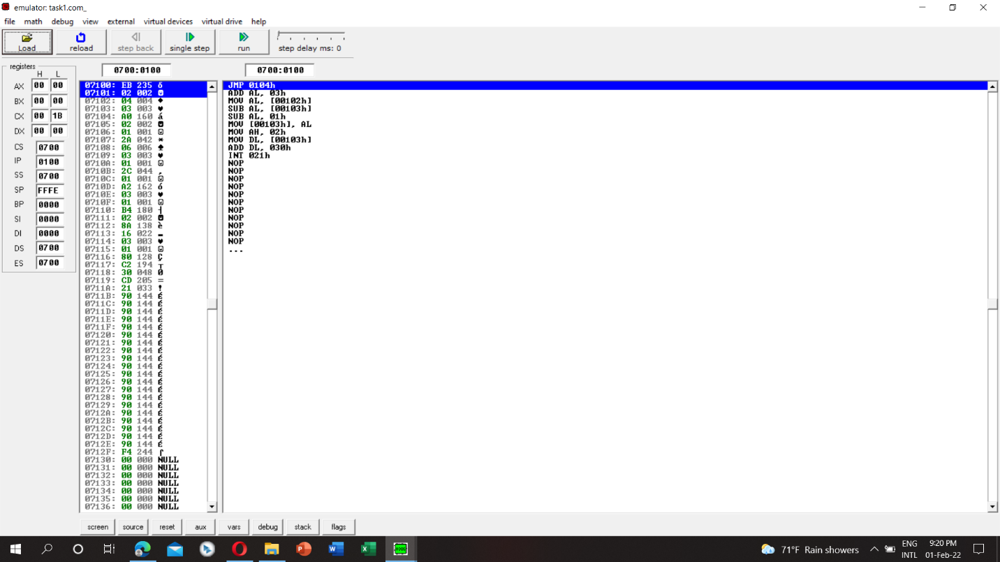 emulator: task1.com_
file math debug view external virtual devices virtual drive help
Load reload step back single step run step delay ms: 0
registers
H L
0700:0100 0700:0100
AX 00 00
BX 00 00
CX 00 1B
DX 00 00
CS 0700
IP 0100
SS 0700
SP FFFE
BP 0000
SI 0000
DI 0000
DS 0700
ES 0700
07100: EB 235 δ
07101: 02 002 ☻
07102: 04 004 ♦
07103: 03 003 ♥
07104: A0 160 á
07105: 02 002 ☻
07106: 01 001 ☺
07107: 2A 042 *
07108: 06 006 ♠
07109: 03 003 ♥
0710A: 01 001 ☺
0710B: 2C 044 ,
0710C: 01 001 ☺
0710D: A2 162 ó
0710E: 03 003 ♥
0710F: 01 001 ☺
07110: B4 180 ┤
07111: 02 002 ☻
07112: 8A 138 è
07113: 16 022 ▬
07114: 03 003 ♥
07115: 01 001 ☺
07116: 80 128 Ç
07117: C2 194 ┬
07118: 30 048 0
07119: CD 205 =
0711A: 21 033 !
0711B: 90 144 É
0711C: 90 144 É
0711D: 90 144 É
0711E: 90 144 É
0711F: 90 144 É
07120: 90 144 É
07121: 90 144 É
07122: 90 144 É
07123: 90 144 É
07124: 90 144 É
07125: 90 144 É
07126: 90 144 É
07127: 90 144 É
07128: 90 144 É
07129: 90 144 É
0712A: 90 144 É
0712B: 90 144 É
0712C: 90 144 É
0712D: 90 144 É
0712E: 90 144 É
0712F: F4 244 ⌠
07130: 00 000 NULL
07131: 00 000 NULL
07132: 00 000 NULL
07133: 00 000 NULL
07134: 00 000 NULL
07135: 00 000 NULL
07136: 00 000 NULL
JMP 0104h
ADD AL, 03h
MOV AL, [00102h]
SUB AL, [00103h]
SUB AL, 01h
MOV [00103h], AL
MOV AH, 02h
MOV DL, [00103h]
ADD DL, 030h
INT 021h
NOP
NOP
NOP
NOP
NOP
NOP
NOP
NOP
NOP
NOP
NOP
...
screen source reset aux vars debug stack flags
71°F Rain showers
ENG
INTL
9:20 PM
01-Feb-22